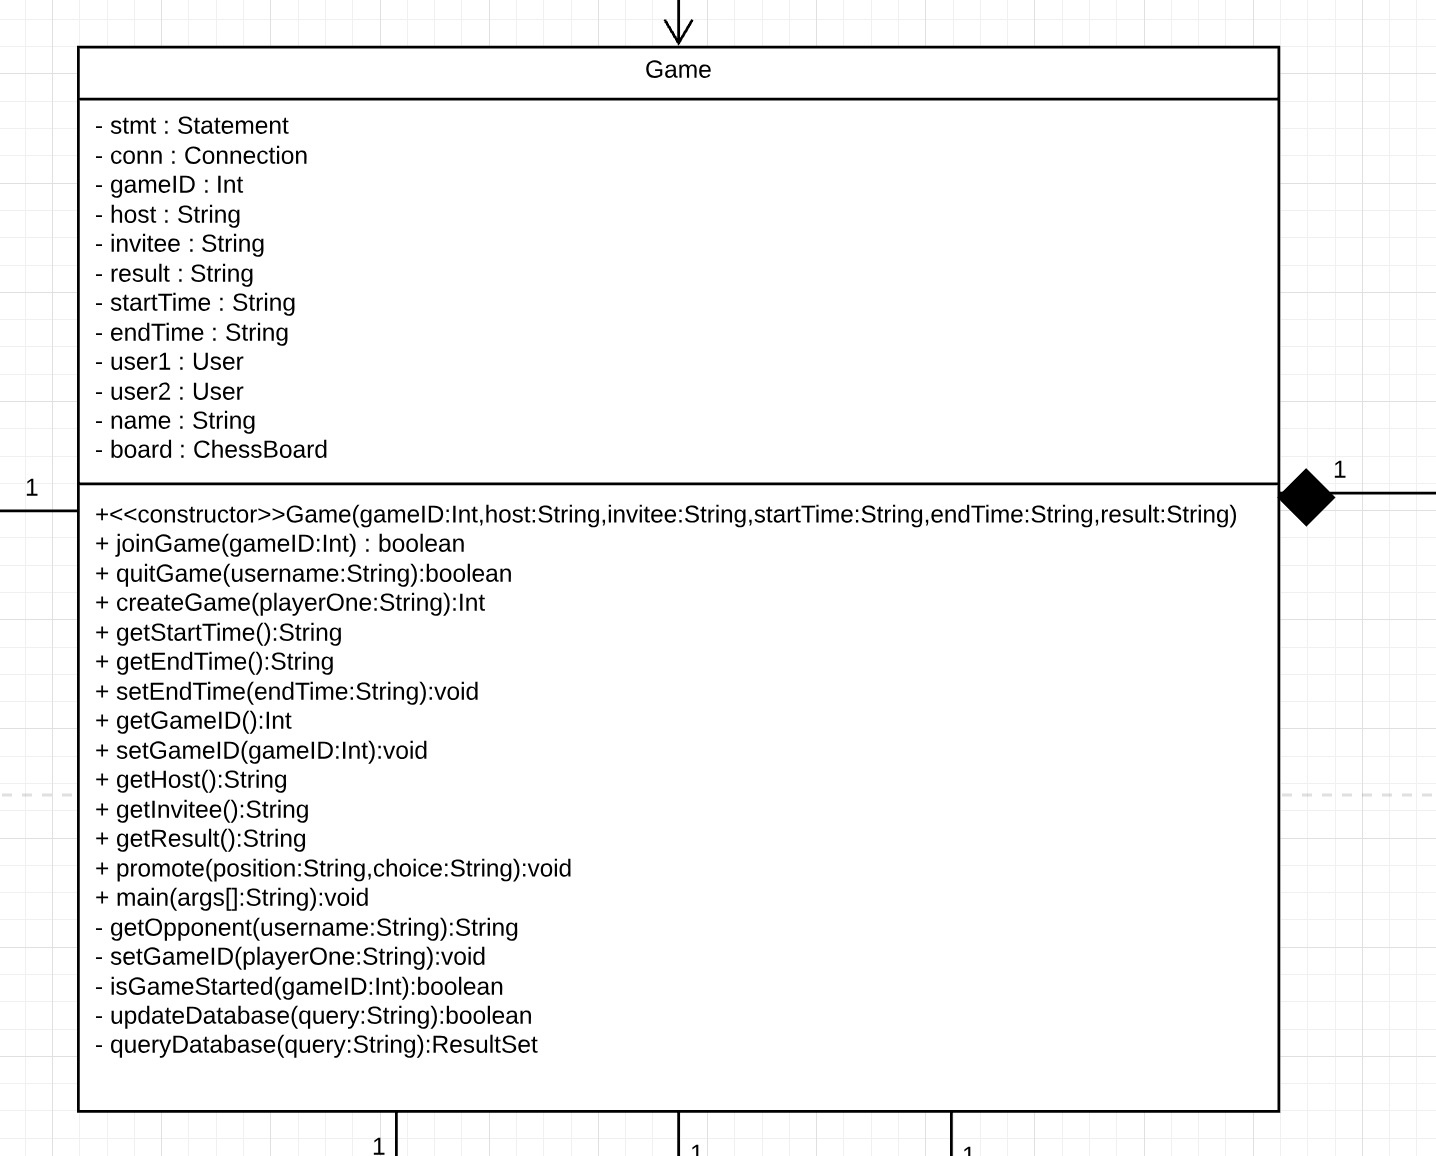 Game
- stmt : Statement
- conn : Connection
- gameID : Int
- host : String
- invitee : String
- result : String
- startTime : String
- endTime : String
- user1 : User
- user2 : User
- name : String
- board : ChessBoard
1
1
+<<constructor>>Game(gameID:Int,host:String,invitee:String,startTime:String,endTime:String,result:String)
+ joinGame(gameID:Int) : boolean
+ quitGame(username:String):boolean
+ createGame(playerOne:String):Int
+ getStartTime():String
+ getEndTime():String
+ setEndTime(endTime:String):void
+ getGameID():Int
+ setGameID(gameID:Int):void
+ getHost():String
+ getInvitee():String
+ getResult():String
+ promote(position:String,choice:String):void
+ main(args[]:String):void
- getOpponent(username:String):String
- setGameID(playerOne:String):void
- isGameStarted(gameID:Int):boolean
- updateDatabase(query:String):boolean
- queryDatabase(query:String):ResultSet
1
1
1